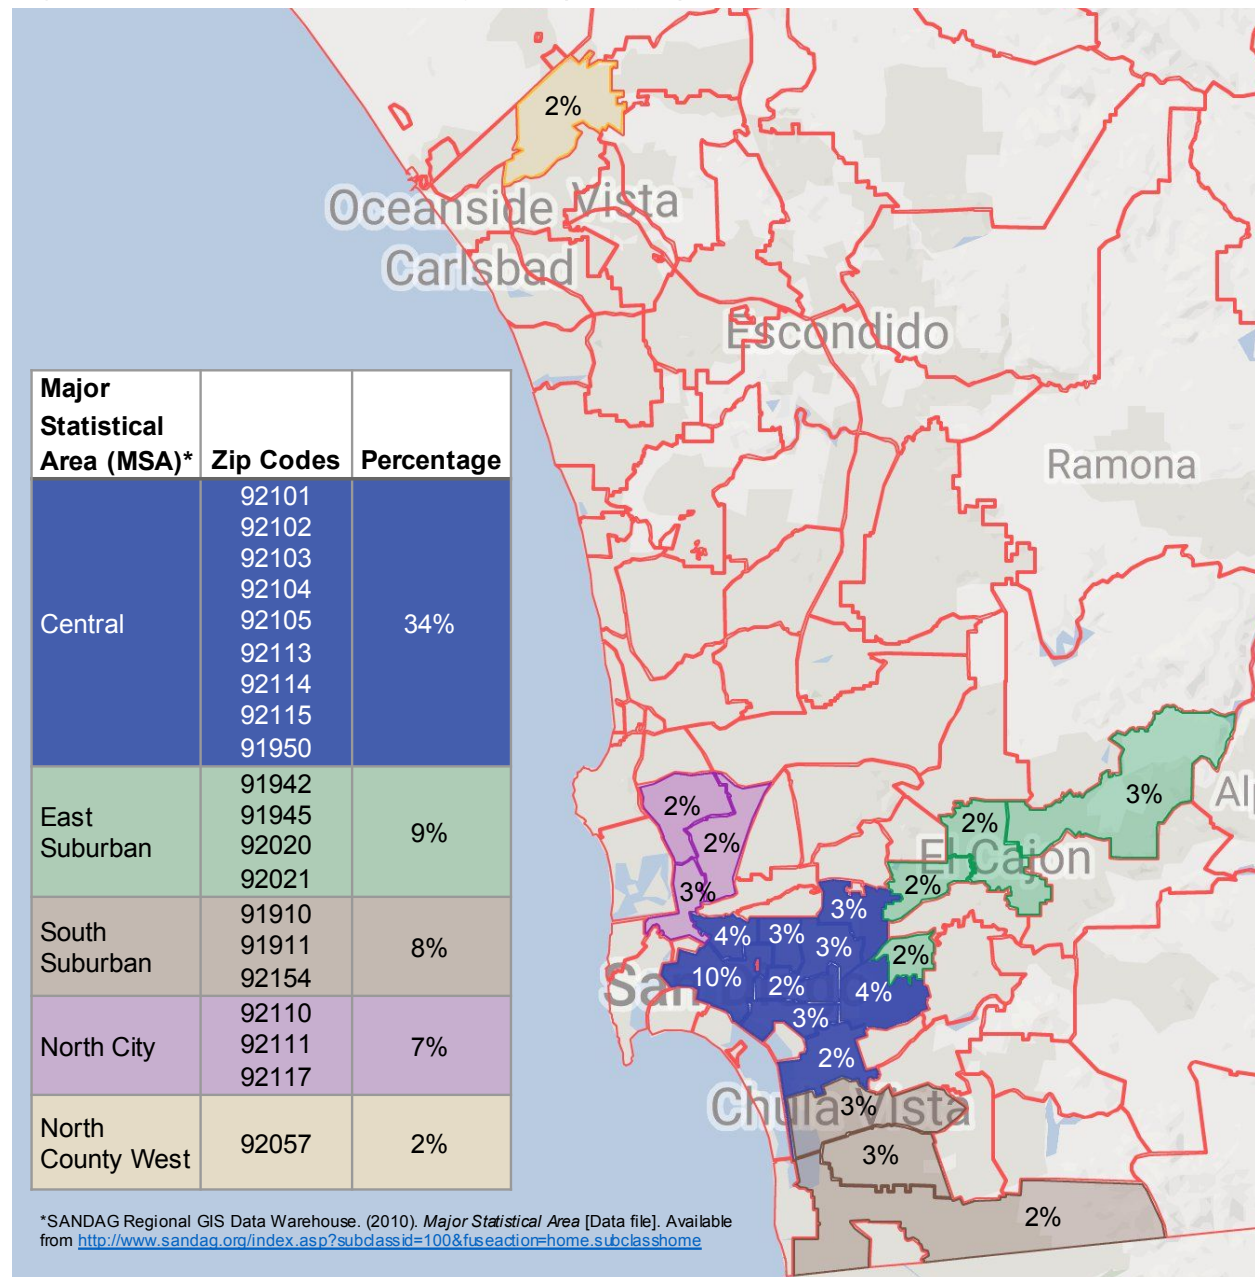 2%
Oceanside Vista
Carlsbad
Escondido
Ramona
Major
Statistical
Area (MSA)* Zip Codes Percentage
92101
92102
92103
92104
92105
92113
92114
92115
91950
Central
34%
91942
91945
92020
92021
East
Suburban
9%
91910
91911
92154
South
Suburban
8%
92110
92111
92117
North City
7%
North
County West
92057
2%
3%
Alp
2%
2%
2%
El Cajon
3%
2%
3%
4%
3%
3%
2%
San Diego
10%
2%
4%
3%
2%
Chula Vista
3%
3%
2%
*SANDAG Regional GIS Data Warehouse. (2010). Major Statistical Area [Data file]. Available
from http://www.sandag.org/index.asp?subclassid=100&fuseaction=home.subclasshome